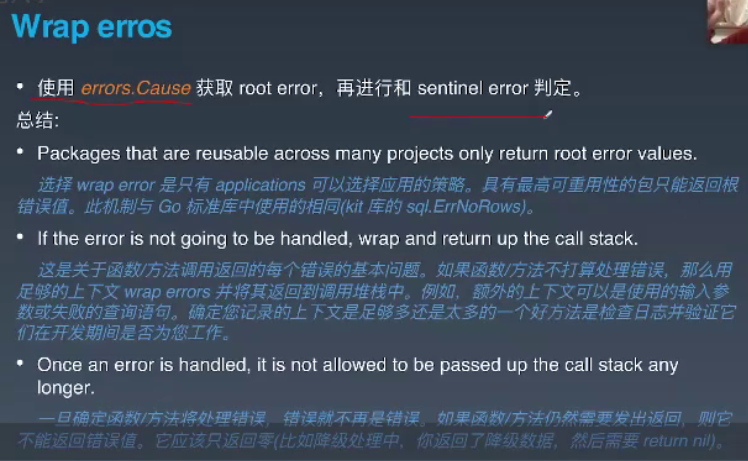 Wrap erros
• 使用 errors.Cause 获取 root error，再进行和 sentinel error 判定。
总结:
• Packages that are reusable across many projects only return root error values.
选择 wrap error 是只有 applications 可以选择应用的策略。具有最高可重用性的包只能返回根
错误值。此机制与 Go 标准库中使用的相同(kit 库的 sql.ErrNoRows)。
• If the error is not going to be handled, wrap and return up the call stack.
这是关于函数/方法调用返回的每个错误的基本问题。如果函数/方法不打算处理错误，那么用
足够的上下文 wrap errors 并将其返回到调用堆栈中。例如，额外的上下文可以是使用的输入参
数或失败的查询语句。确定您记录的上下文是足够多还是太多的一个好方法是检查日志并验证它
们在开发期间是否为您工作。
• Once an error is handled, it is not allowed to be passed up the call stack any
longer.
一旦确定函数/方法将处理错误，错误就不再是错误。如果函数/方法仍然需要发出返回，则它
不能返回错误值。它应该只返回零(比如降级处理中，你返回了降级数据，然后需要 return nil)。